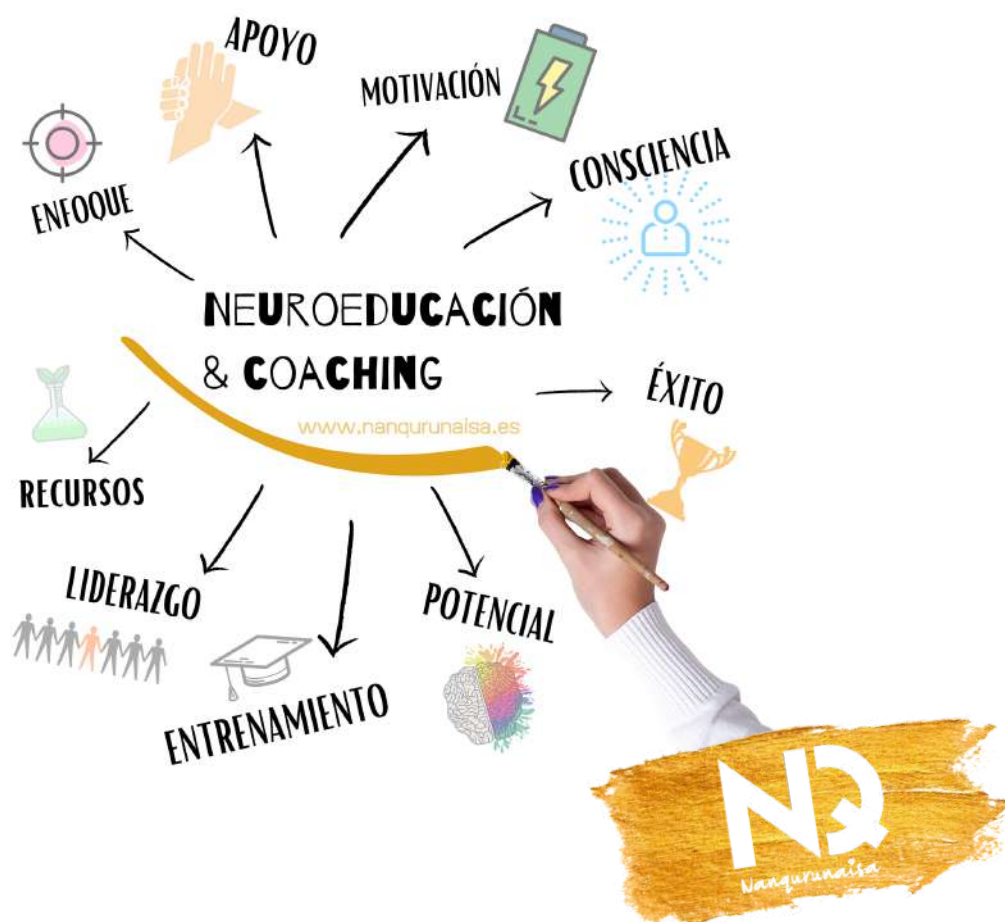 APOYO
MOTIVACIÓN
CONSCIENCIA
ENFOQUE
NEUROEDUCACIÓN
& COACHING
www.nanqurunaisa.es
ÉXITO
RECURSOS
LIDERAZGO
POTENCIAL
ENTRENAMIENTO
NQ
Nanqurunaisa